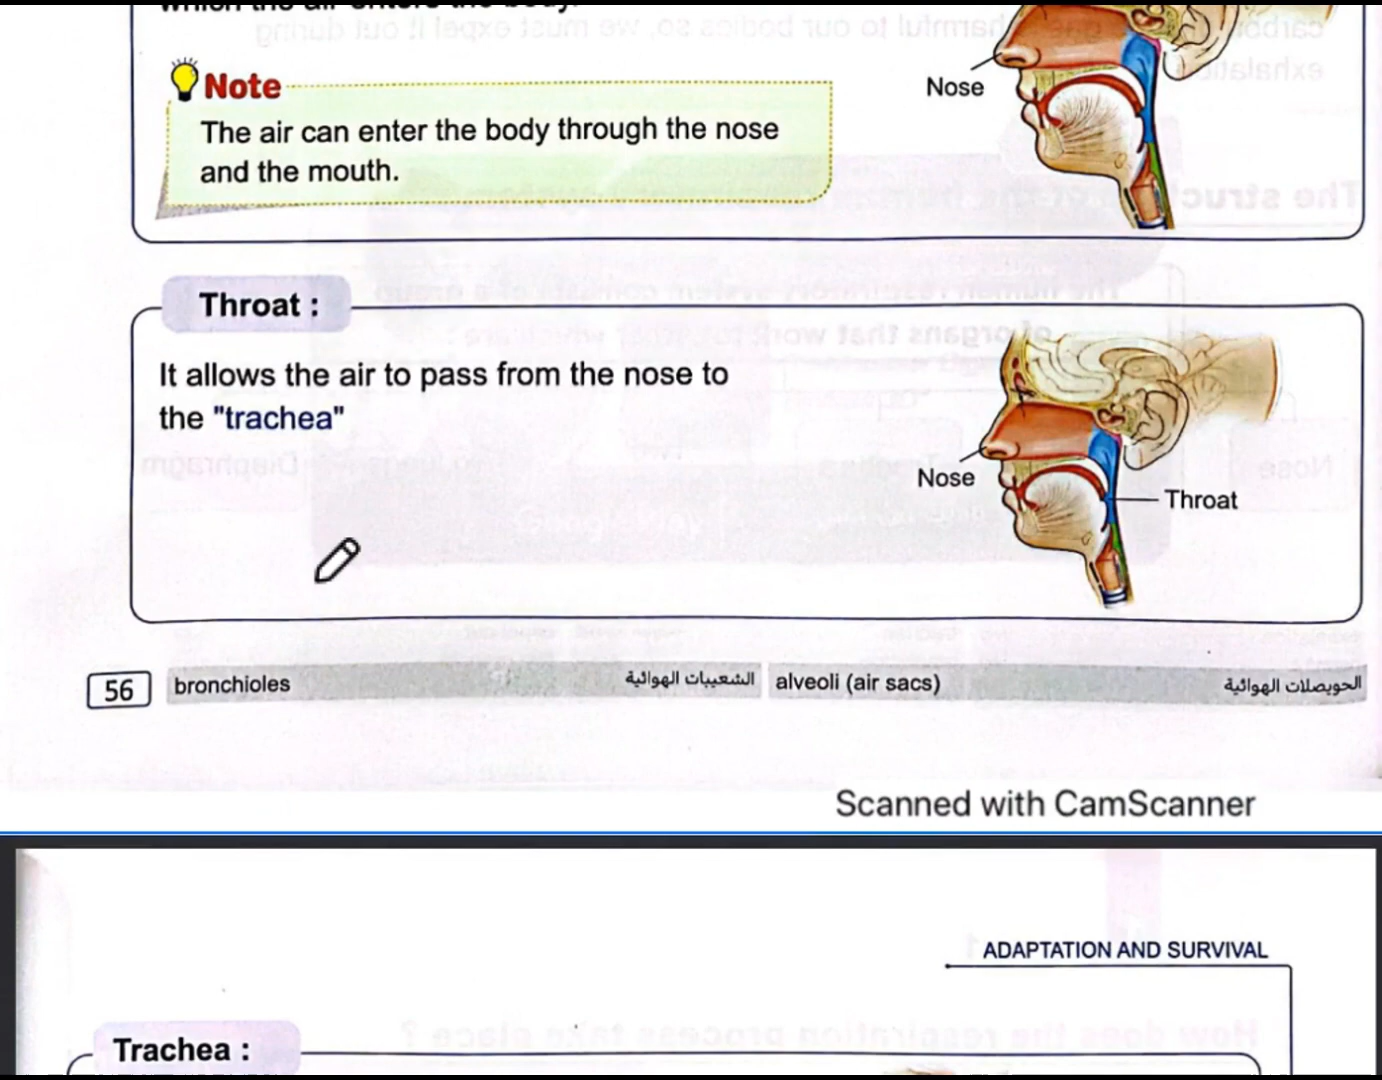 Note
The air can enter the body through the nose
and the mouth.
Nose
Throat :
It allows the air to pass from the nose to
the "trachea"
Nose
Throat
56
bronchioles الشعيبات الهوائية
alveoli (air sacs) الحويصلات الهوائية
Scanned with CamScanner
ADAPTATION AND SURVIVAL
Trachea :